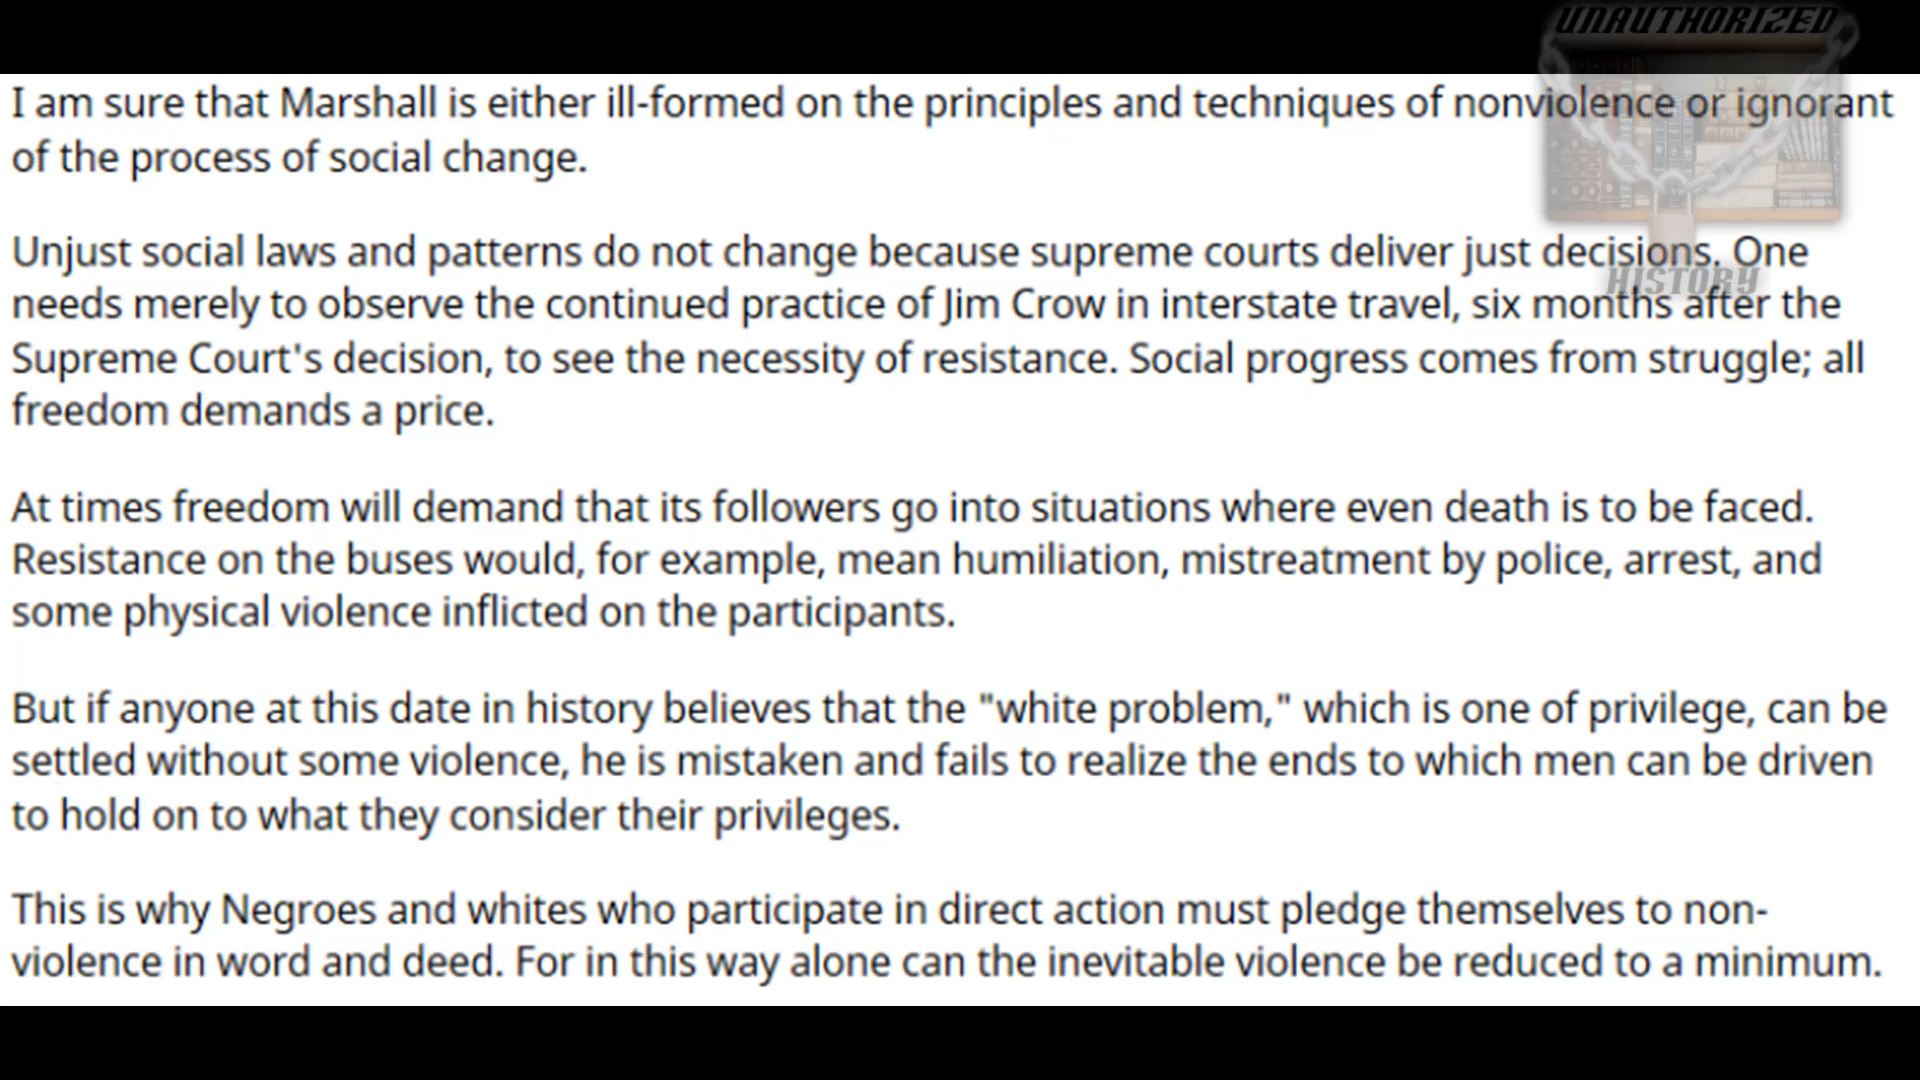 UNAUTHORIZED
I am sure that Marshall is either ill-formed on the principles and techniques of nonviolence or ignorant
of the process of social change.
Unjust social laws and patterns do not change because supreme courts deliver just decisions. One
HISTORY
needs merely to observe the continued practice of Jim Crow in interstate travel, six months after the
Supreme Court's decision, to see the necessity of resistance. Social progress comes from struggle; all
freedom demands a price.
At times freedom will demand that its followers go into situations where even death is to be faced.
Resistance on the buses would, for example, mean humiliation, mistreatment by police, arrest, and
some physical violence inflicted on the participants.
But if anyone at this date in history believes that the "white problem," which is one of privilege, can be
settled without some violence, he is mistaken and fails to realize the ends to which men can be driven
to hold on to what they consider their privileges.
This is why Negroes and whites who participate in direct action must pledge themselves to non-
violence in word and deed. For in this way alone can the inevitable violence be reduced to a minimum.